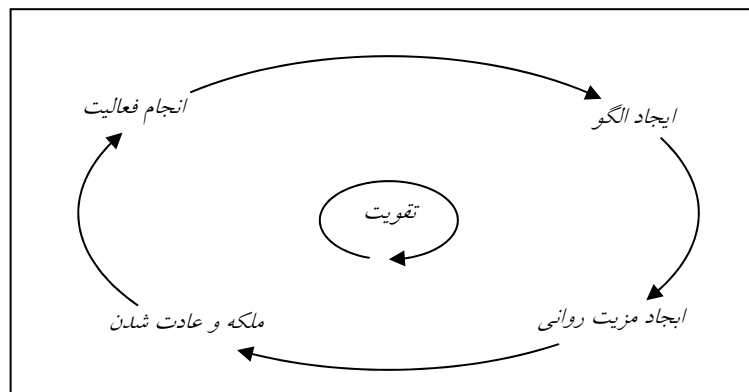 انجام فعالیت
ایجاد الگو
تقویت
ملکه و عادت شدن
ایجاد مزیت روانی